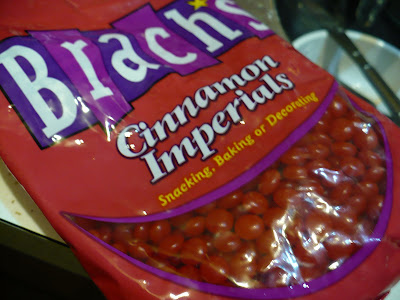 Brach's
Cinnamon
Imperials
Snacking, Baking or Decorating